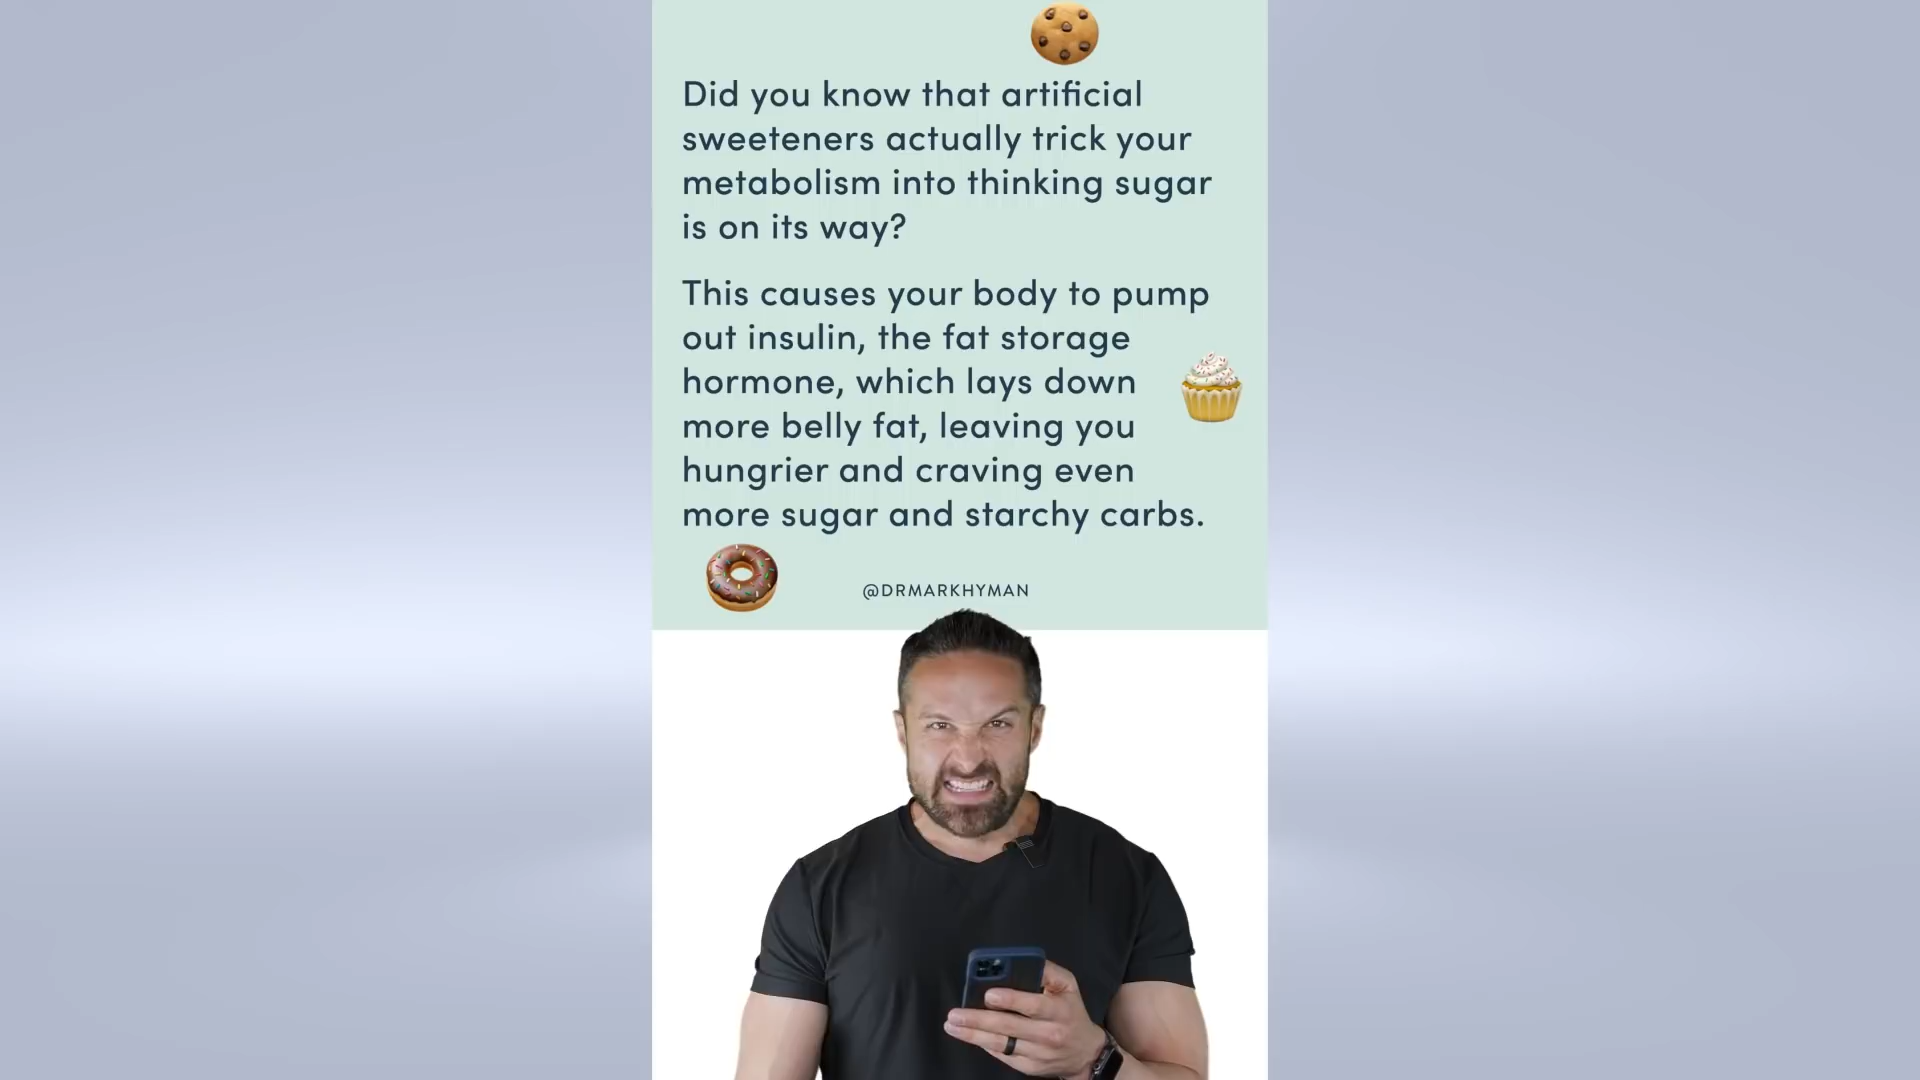 Did you know that artificial
sweeteners actually trick your
metabolism into thinking sugar
is on its way?
This causes your body to pump
out insulin, the fat storage
hormone, which lays down
more belly fat, leaving you
hungrier and craving even
more sugar and starchy carbs.
@DRMARKHYMAN